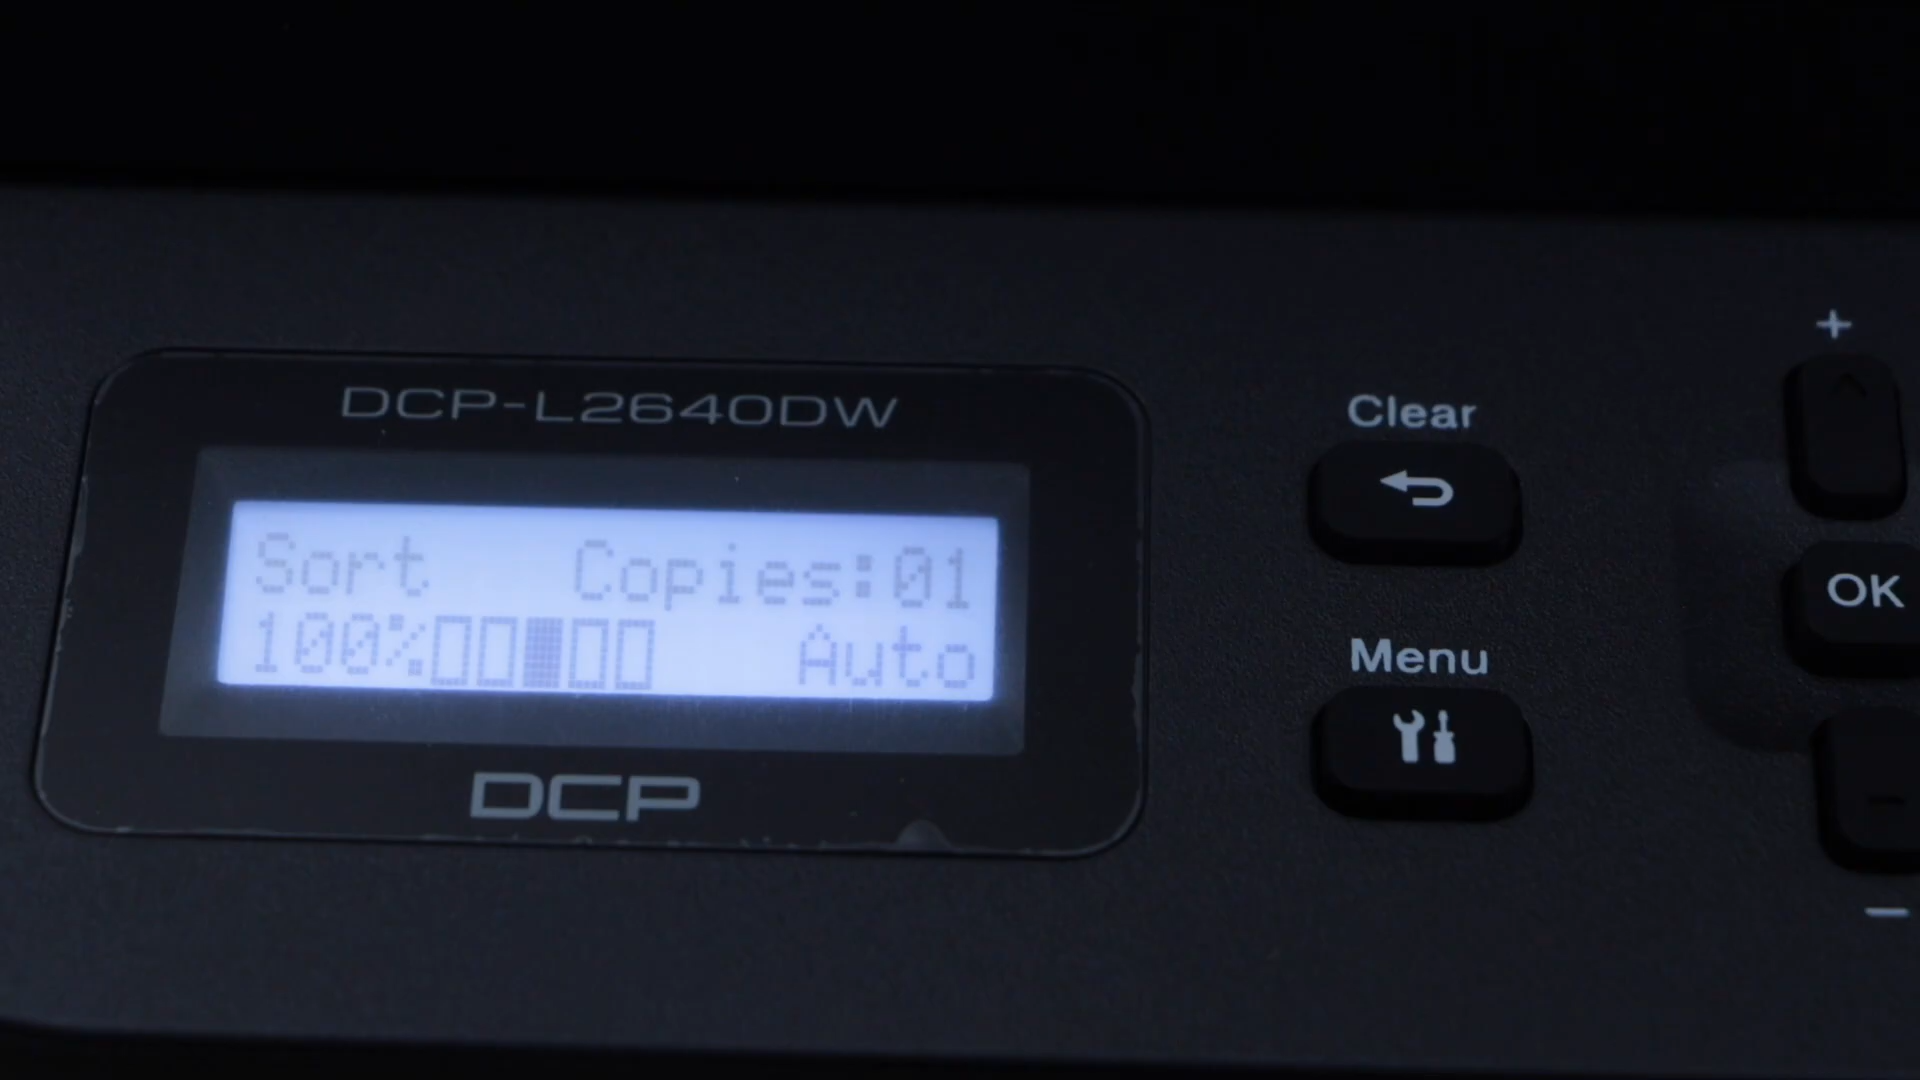 DCP-L2640DW
Sort Copies:01
100%▯▯▮▯▯ Auto
DCP
Clear
Menu
+
OK
-